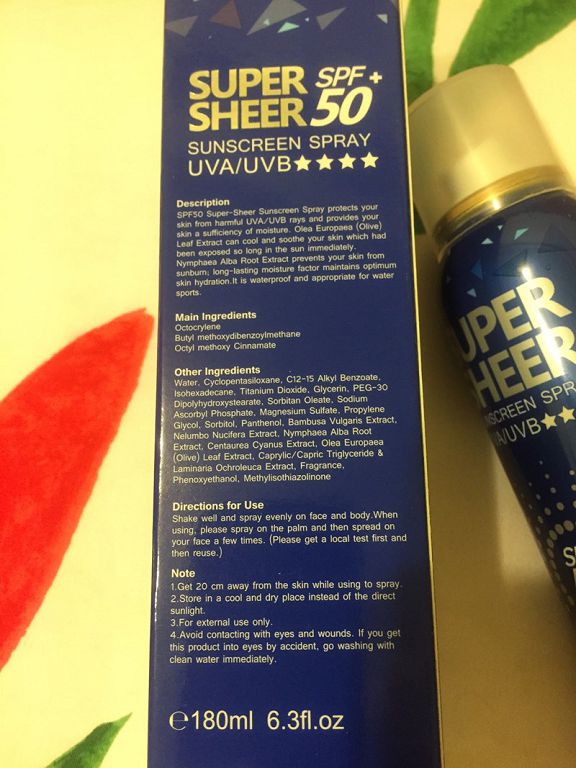 SUPER SPF +
SHEER 50
SUNSCREEN SPRAY
UVA/UVB★★★★
Description
SPF50 Super-Sheer Sunscreen Spray protects your
skin from harmful UVA/UVB rays and provides your
skin a sufficiency of moisture. Olea Europaea (Olive)
Leaf Extract can cool and soothe your skin which had
been exposed so long in the sun immediately.
Nymphaea Alba Root Extract prevents your skin from
sunburn; long-lasting moisture factor maintains optimum
skin hydration.It is waterproof and appropriate for water
sports.
Main Ingredients
Octocrylene
Butyl methoxydibenzoylmethane
Octyl methoxy Cinnamate
Other Ingredients
Water, Cyclopentasiloxane, C12-15 Alkyl Benzoate,
Isohexadecane, Titanium Dioxide, Glycerin, PEG-30
Dipolyhydroxystearate, Sorbitan Oleate, Sodium
Ascorbyl Phosphate, Magnesium Sulfate, Propylene
Glycol, Sorbitol, Panthenol, Bambusa Vulgaris Extract,
Nelumbo Nucifera Extract, Nymphaea Alba Root
Extract, Centaurea Cyanus Extract, Olea Europaea
(Olive) Leaf Extract, Caprylic/Capric Triglyceride &
Laminaria Ochroleuca Extract, Fragrance,
Phenoxyethanol, Methylisothiazolinone
Directions for Use
Shake well and spray evenly on face and body.When
using, please spray on the palm and then spread on
your face a few times. (Please get a local test first and
then reuse.)
Note
1.Get 20 cm away from the skin while using to spray.
2.Store in a cool and dry place instead of the direct
sunlight.
3.For external use only.
4.Avoid contacting with eyes and wounds. If you get
this product into eyes by accident, go washing with
clean water immediately.
℮180ml 6.3fl.oz
UPER
HEER
NSCREEN SPR
A/UVB★★